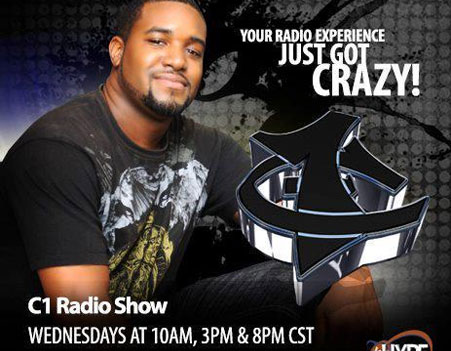 YOUR RADIO EXPERIENCE
JUST GOT
CRAZY!
C1 Radio Show
WEDNESDAYS AT 10AM, 3PM & 8PM CST